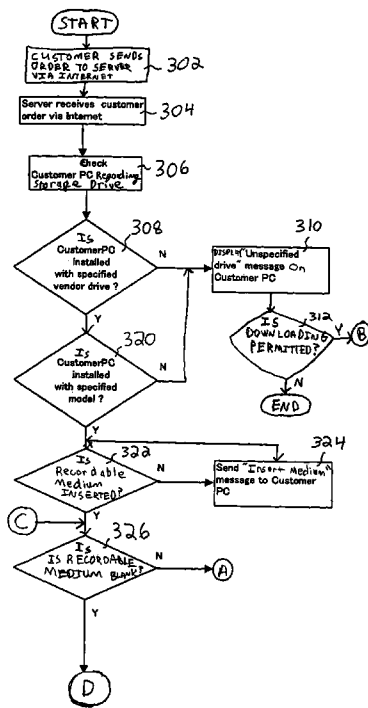 START
CUSTOMER SENDS
ORDER TO SERVER
VIA INTERNET
302
Server receives customer
order via Internet
304
Check
Customer PC Regarding
Storage Drive
306
Is
CustomerPC
installed
with specified
vendor drive ?
308
N
Y
DISPLAY "Unspecified
drive" message On
Customer PC
310
IS
DOWNLOADING
PERMITTED?
312
Y
B
N
END
Is
CustomerPC
installed
with specified
model ?
320
N
Y
Is
Recordable
Medium
INSERTED?
322
N
Y
Send "Insert Medium"
message to Customer
PC
324
C
Is
IS RECORDABLE
MEDIUM BLANK?
326
N
A
Y
D